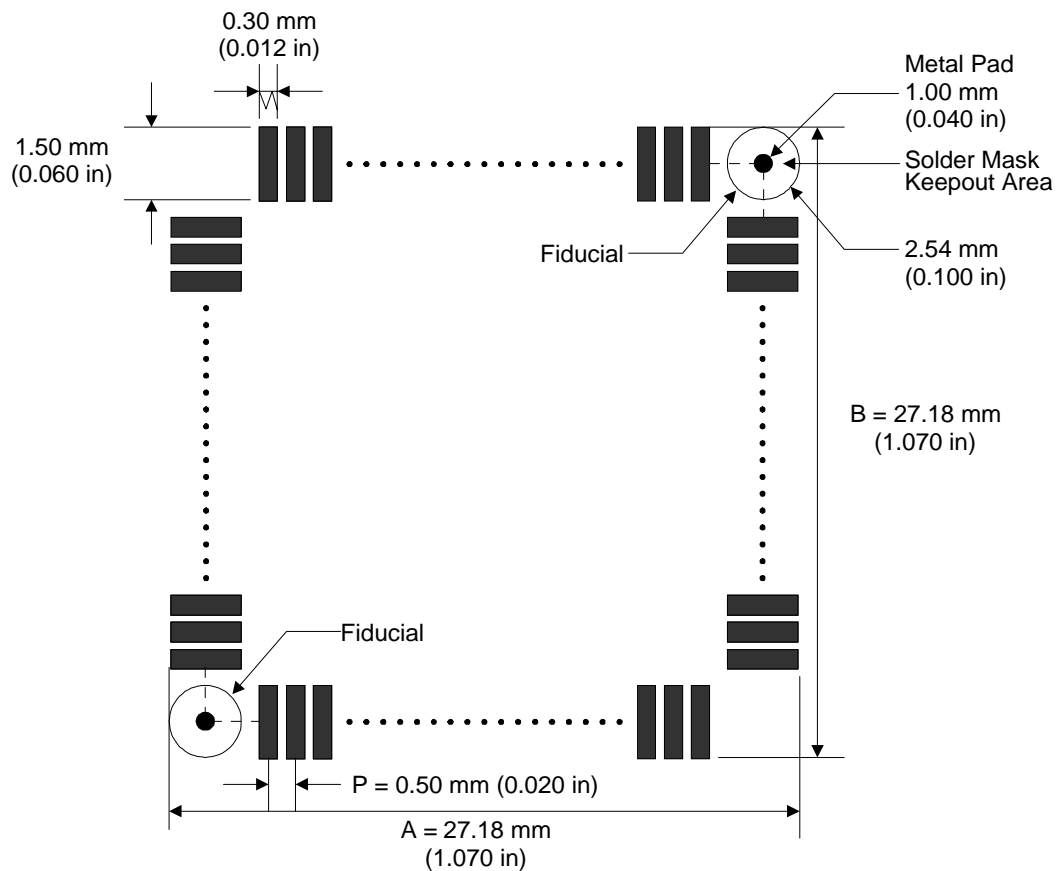 0.30 mm
(0.012 in)
Metal Pad
1.00 mm
(0.040 in)
1.50 mm
(0.060 in)
Solder Mask
Keepout Area
Fiducial
2.54 mm
(0.100 in)
B = 27.18 mm
(1.070 in)
Fiducial
P = 0.50 mm (0.020 in)
A = 27.18 mm
(1.070 in)